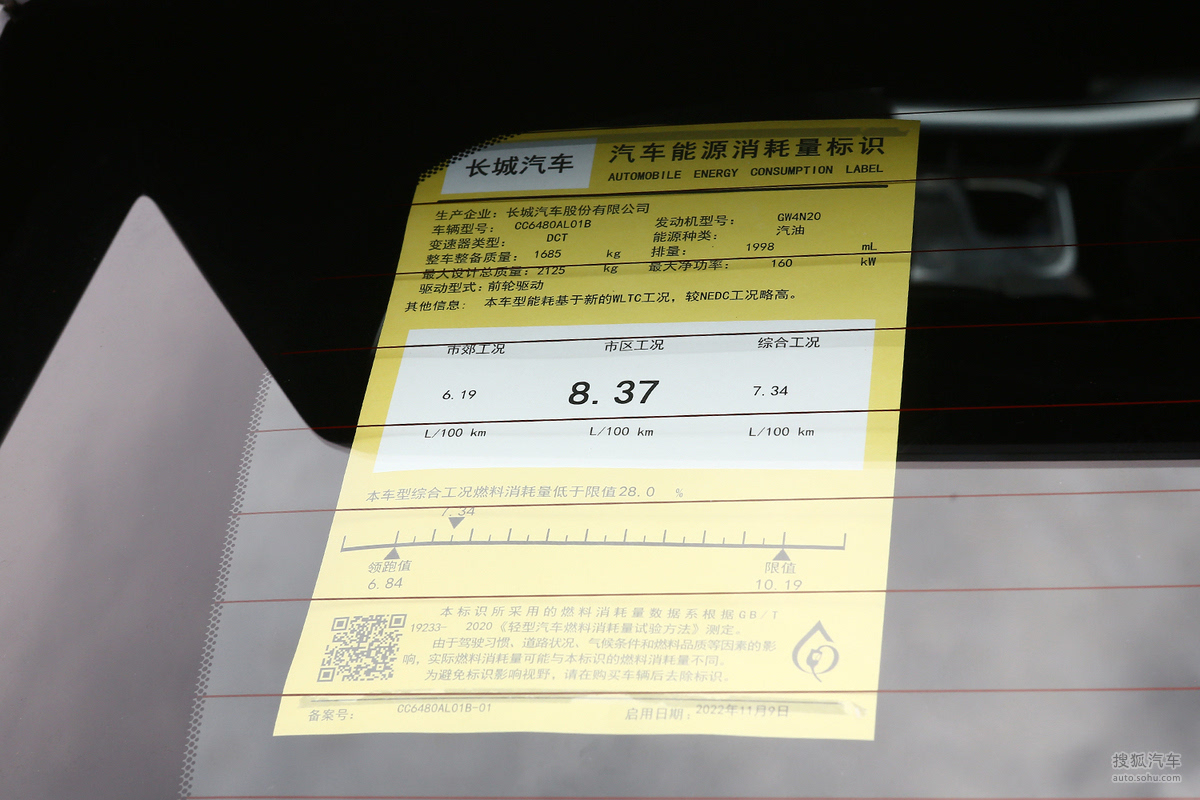 长城汽车
汽车能源消耗量标识
AUTOMOBILE ENERGY CONSUMPTION LABEL
生产企业：长城汽车股份有限公司
车辆型号： CC6480AL01B 发动机型号： GW4N20
变速器类型： DCT 能源种类： 汽油
整车整备质量： 1685 kg 排量： 1998 mL
最大设计总质量：2125 kg 最大净功率： 160 kW
驱动型式：前轮驱动
其他信息： 本车型能耗基于新的WLTC工况，较NEDC工况略高。
市郊工况 市区工况 综合工况
6.19 8.37 7.34
L/100 km L/100 km L/100 km
本车型综合工况燃料消耗量低于限值28.0 %
7.34
领跑值 限值
6.84 10.19
本标识所采用的燃料消耗量数据系根据GB/T
19233- 2020《轻型汽车燃料消耗量试验方法》测定。
由于驾驶习惯、道路状况、气候条件和燃料品质等因素的影
响，实际燃料消耗量可能与本标识的燃料消耗量不同。
为避免标识影响视野，请在购买车辆后去除标识。
备案号： CC6480AL01B-01 启用日期：2022年11月9日
搜狐汽车
auto.sohu.com